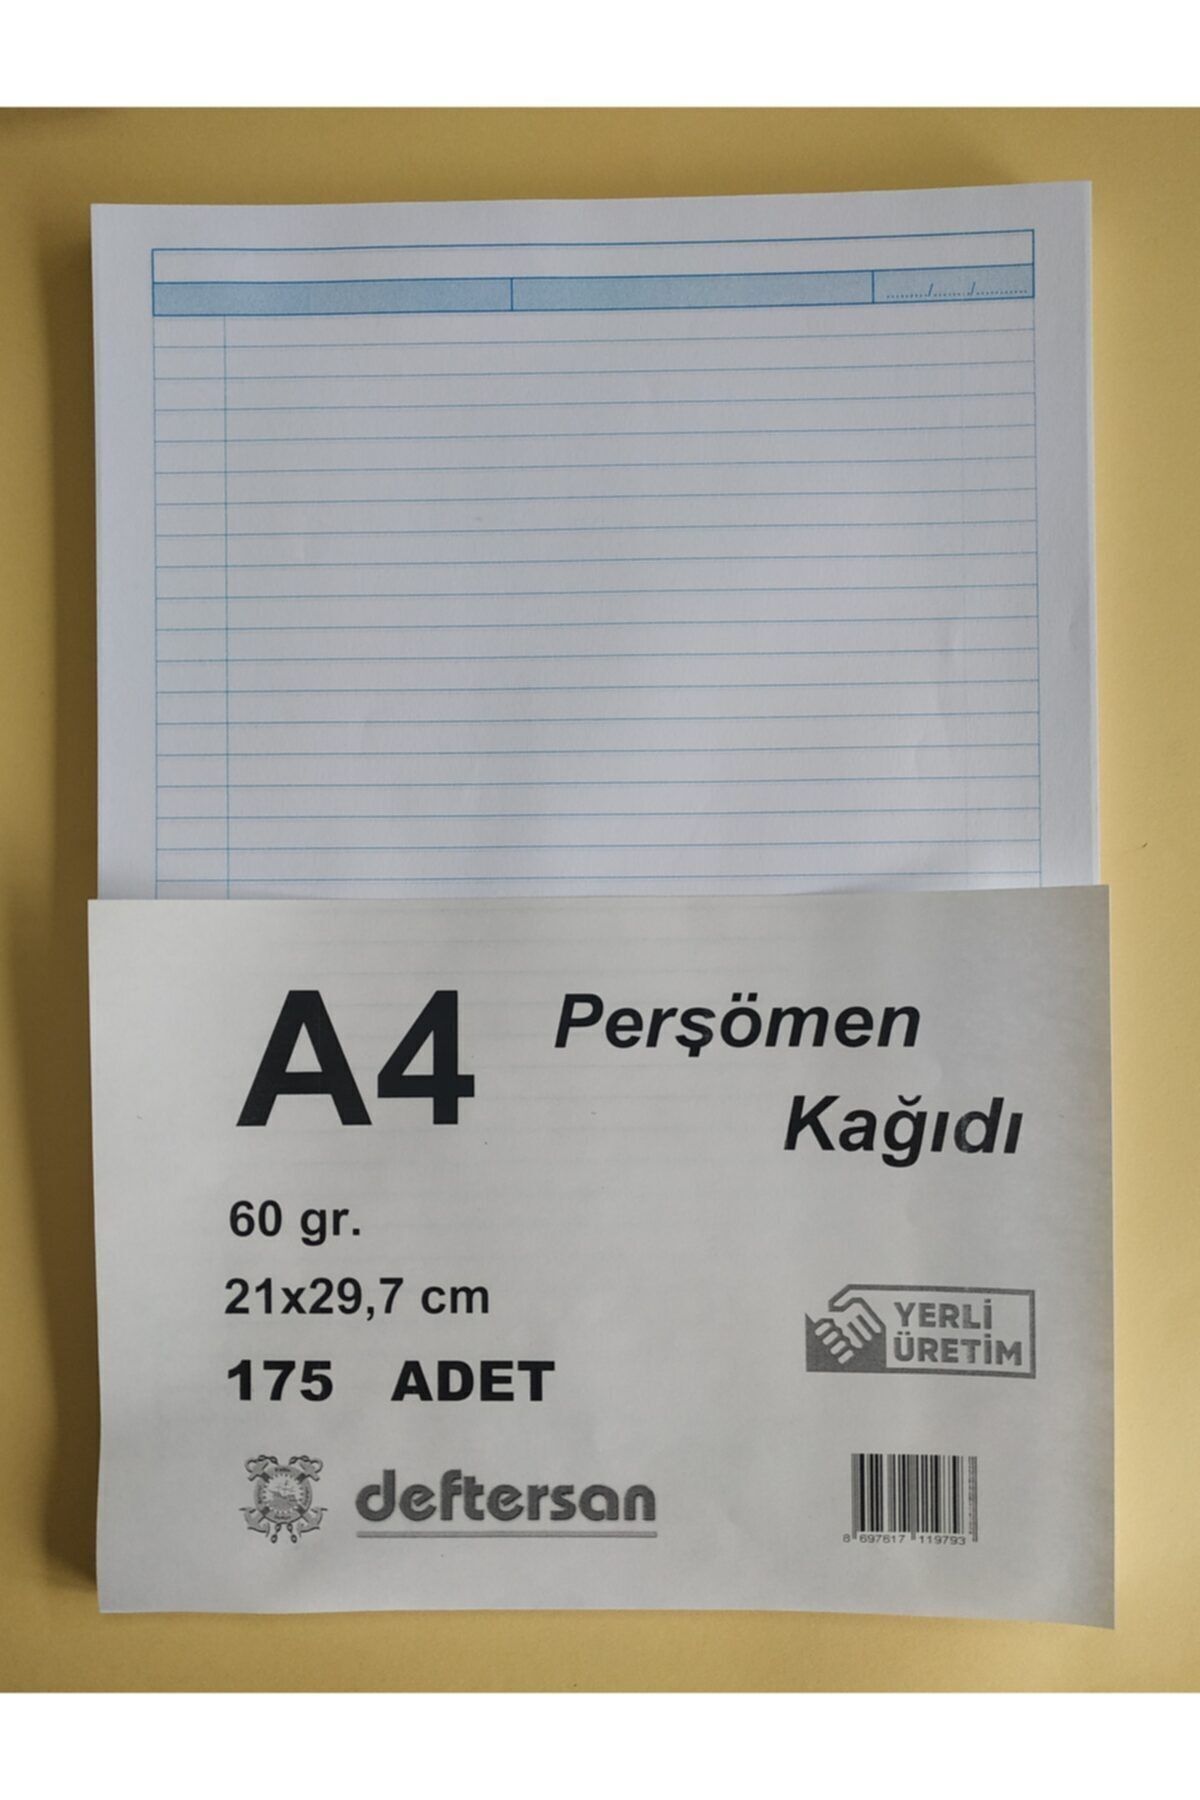 ......../......../...........
A4
Perşömen
Kağıdı
60 gr.
21x29,7 cm
175 ADET
YERLİ
ÜRETİM
deftersan
8 697617 119793